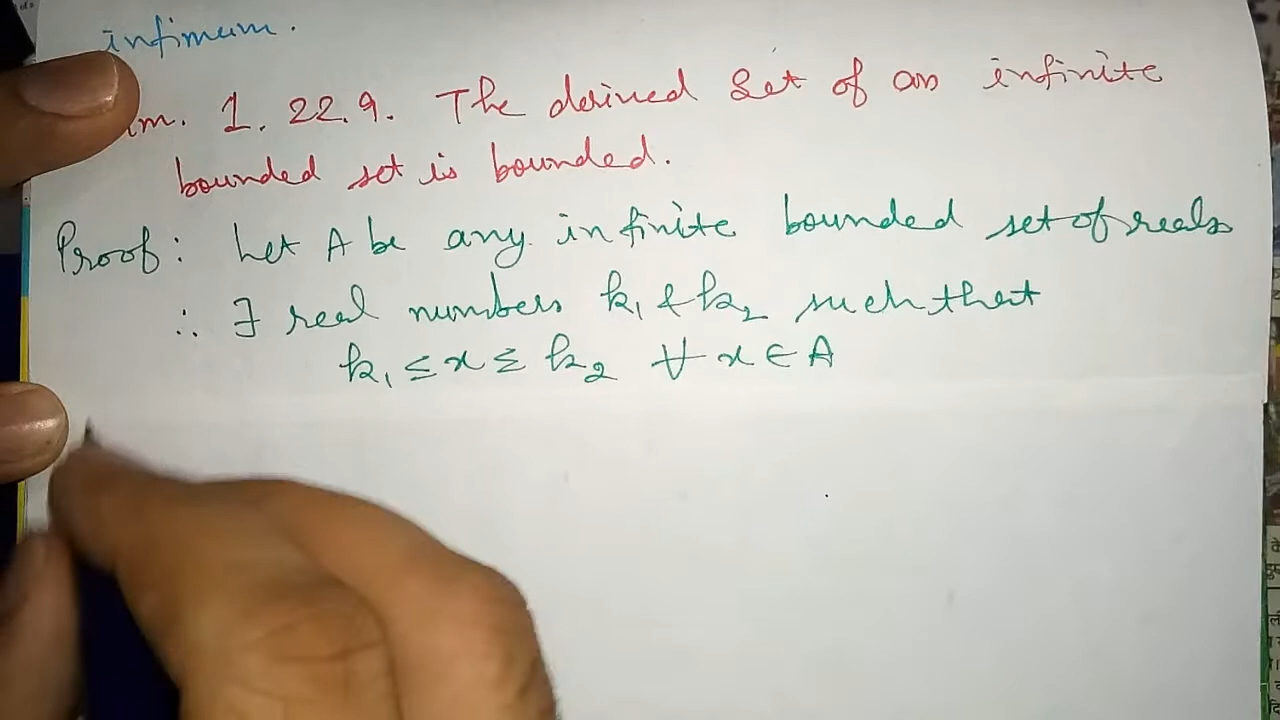 infimum.
m. 1.22.9. The derived set of an infinite
bounded set is bounded.
Proof: Let A be any infinite bounded set of reals
∴ ∃ real numbers k₁ & k₂ such that
k₁ ≤ x ≤ k₂ ∀ x ∈ A